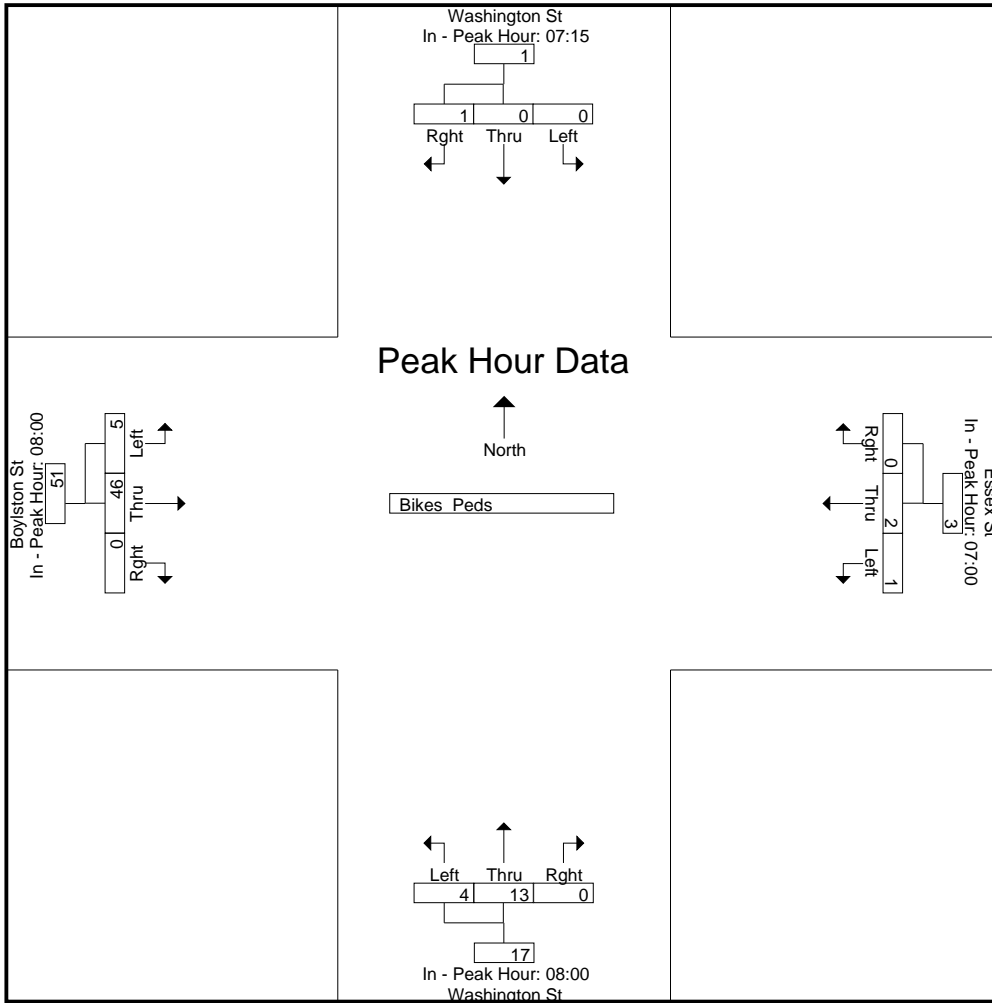 Washington St
In - Peak Hour: 07:15
1
1 0 0
Rght Thru Left
Peak Hour Data
North
Bikes Peds
Boylston St
In - Peak Hour: 08:00
51
5 46 0
Left Thru Rght
Essex St
In - Peak Hour: 07:00
3
0 2 1
Rght Thru Left
Left Thru Rght
4 13 0
17
In - Peak Hour: 08:00
Washington St